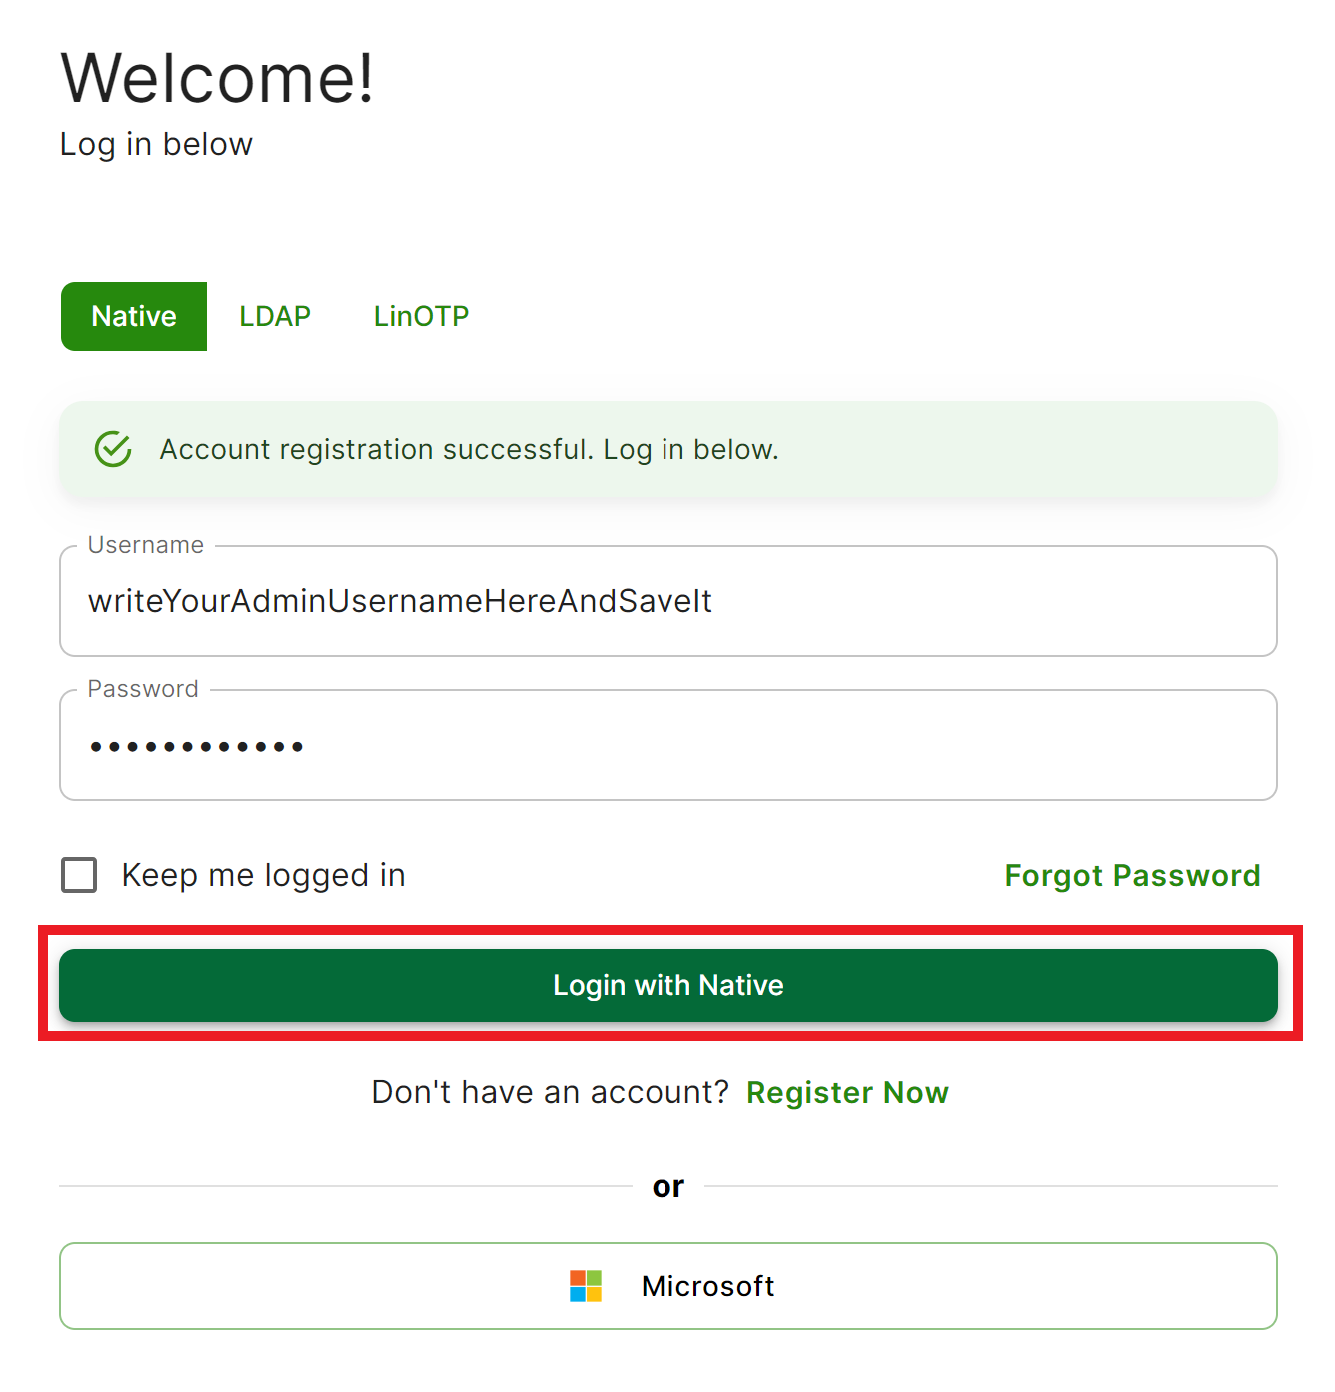 Welcome!
Log in below
Native LDAP LinOTP
Account registration successful. Log in below.
Username
writeYourAdminUsernameHereAndSaveIt
Password
••••••••••••
Keep me logged in Forgot Password
Login with Native
Don't have an account? Register Now
or
Microsoft